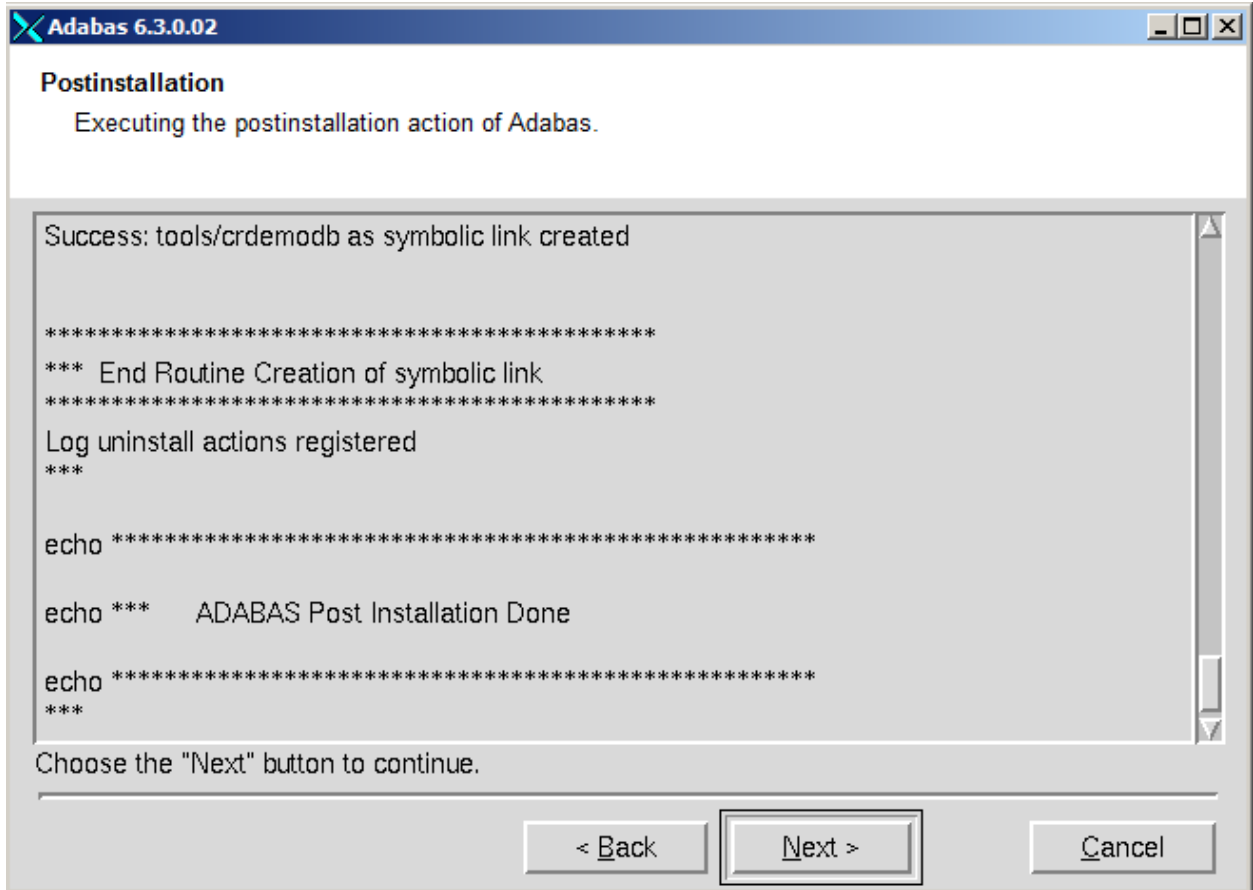 Adabas 6.3.0.02
Postinstallation
Executing the postinstallation action of Adabas.
Success: tools/crdemodb as symbolic link created
**********************************************
*** End Routine Creation of symbolic link
**********************************************
Log uninstall actions registered
***
echo *****************************************************
echo *** ADABAS Post Installation Done
echo *****************************************************
***
Choose the "Next" button to continue.
< Back Next > Cancel